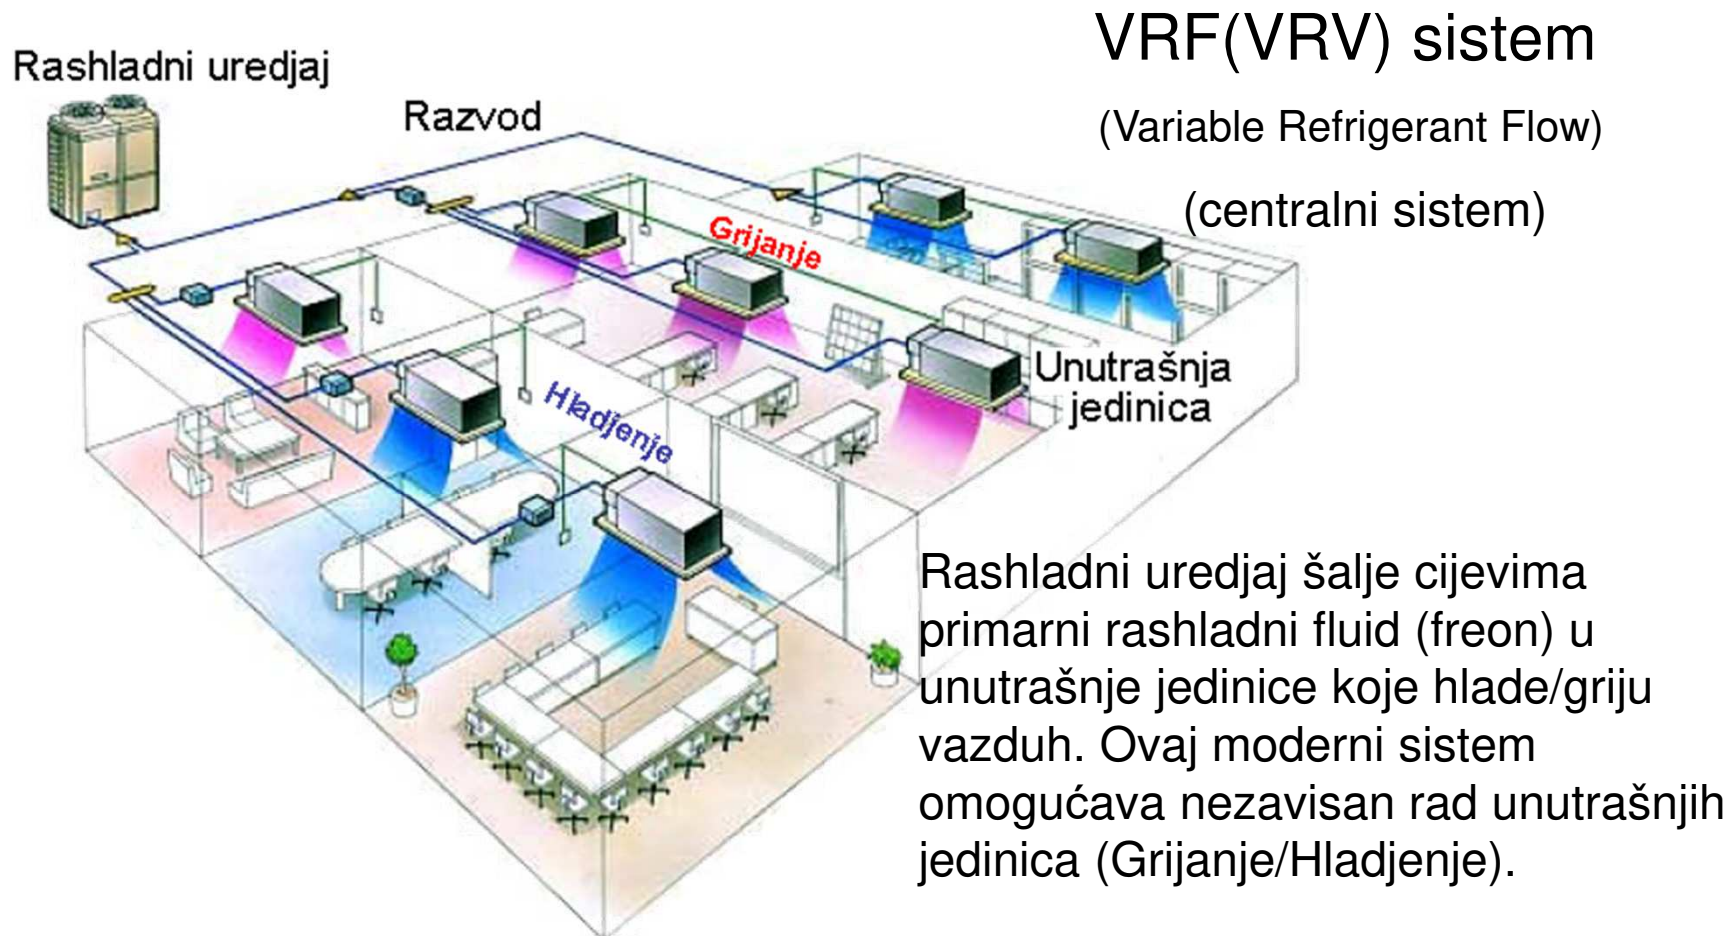 VRF(VRV) sistem
(Variable Refrigerant Flow)
(centralni sistem)
Rashladni uredjaj
Razvod
Grijanje
Hladjenje
Unutrašnja
jedinica
Rashladni uredjaj šalje cijevima
primarni rashladni fluid (freon) u
unutrašnje jedinice koje hlade/griju
vazduh. Ovaj moderni sistem
omogućava nezavisan rad unutrašnjih
jedinica (Grijanje/Hladjenje).